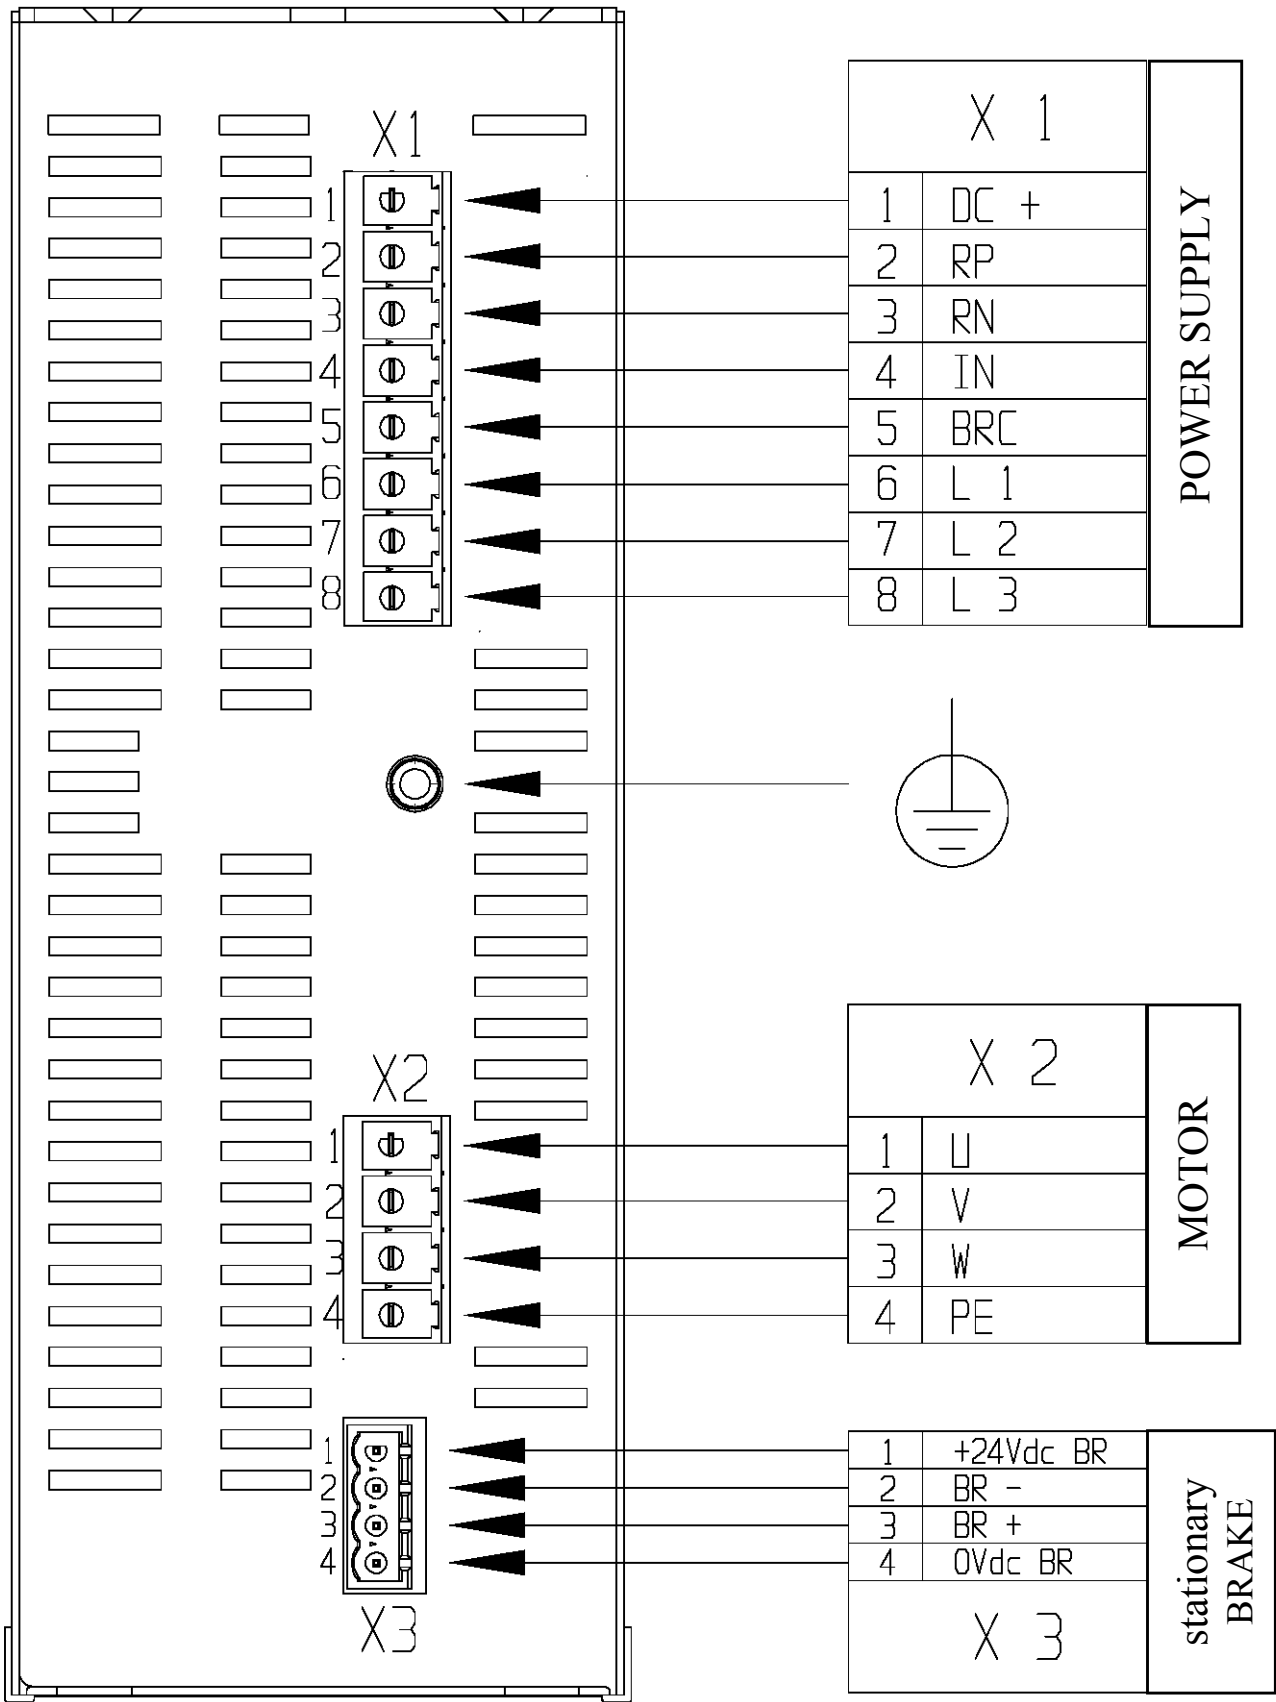 X1
1
2
3
4
5
6
7
8
X 1
1 DC +
2 RP
3 RN
4 IN
5 BRC
6 L 1
7 L 2
8 L 3
POWER SUPPLY
X2
1
2
3
4
X 2
1 U
2 V
3 W
4 PE
MOTOR
1
2
3
4
X3
1 +24Vdc BR
2 BR -
3 BR +
4 0Vdc BR
X 3
stationary
BRAKE